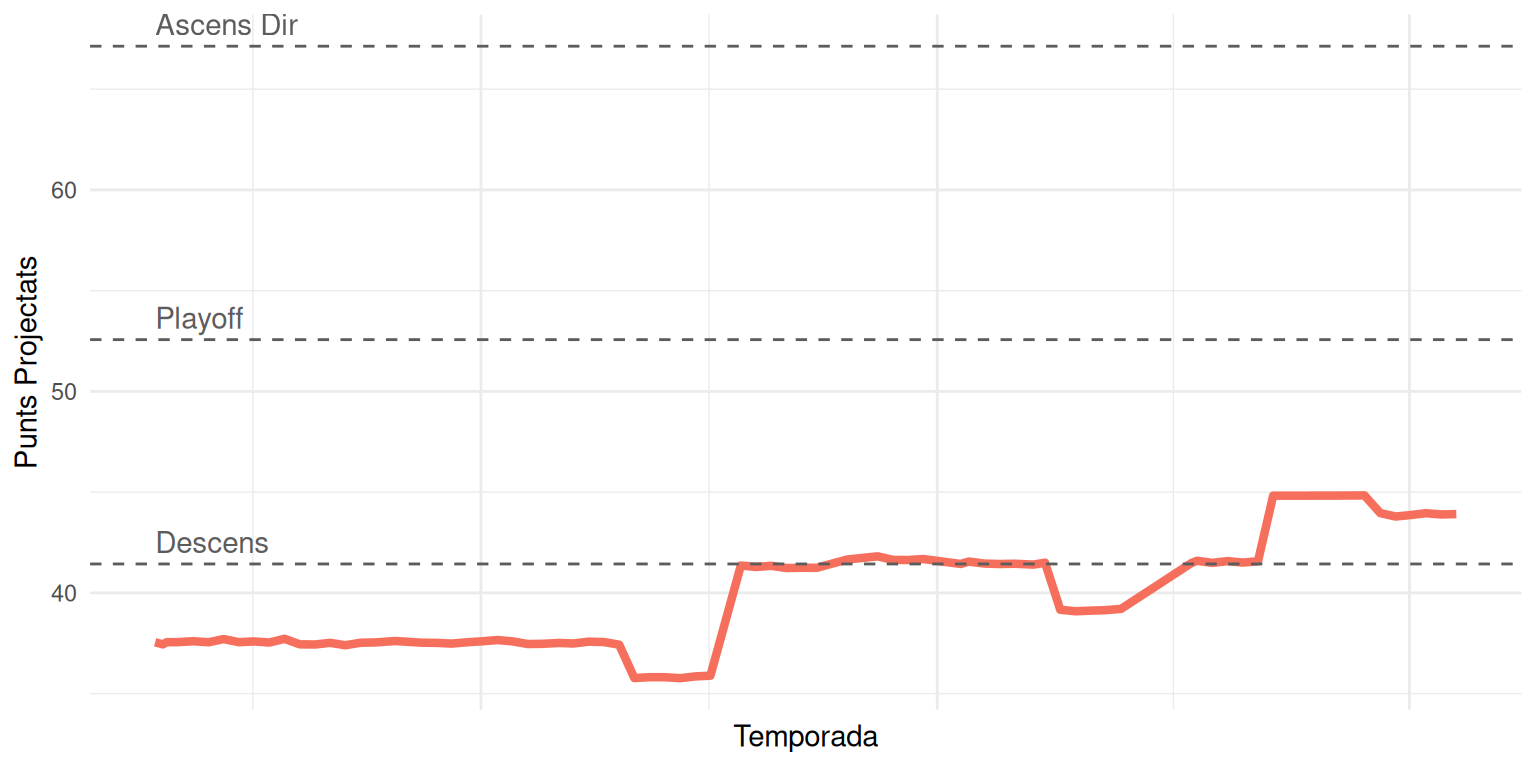 Ascens Dir
60
Playoff
50
Descens
40
Punts Projectats
Temporada